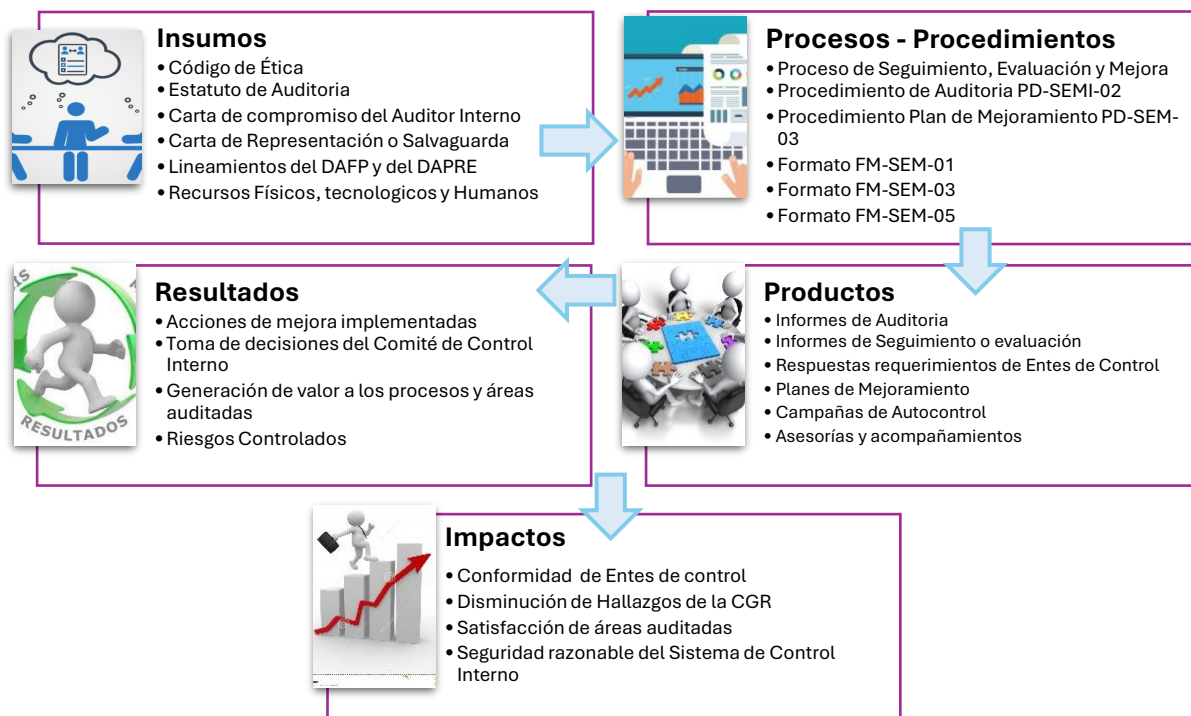 Insumos
• Código de Ética
• Estatuto de Auditoria
• Carta de compromiso del Auditor Interno
• Carta de Representación o Salvaguarda
• Lineamientos del DAFP y del DAPRE
• Recursos Físicos, tecnologicos y Humanos
Procesos - Procedimientos
• Proceso de Seguimiento, Evaluación y Mejora
• Procedimiento de Auditoria PD-SEMI-02
• Procedimiento Plan de Mejoramiento PD-SEM-
03
• Formato FM-SEM-01
• Formato FM-SEM-03
• Formato FM-SEM-05
Resultados
• Acciones de mejora implementadas
• Toma de decisiones del Comité de Control
Interno
• Generación de valor a los procesos y áreas
auditadas
• Riesgos Controlados
RESULTADOS
Productos
• Informes de Auditoria
• Informes de Seguimiento o evaluación
• Respuestas requerimientos de Entes de Control
• Planes de Mejoramiento
• Campañas de Autocontrol
• Asesorías y acompañamientos
Impactos
• Conformidad de Entes de control
• Disminución de Hallazgos de la CGR
• Satisfacción de áreas auditadas
• Seguridad razonable del Sistema de Control
Interno